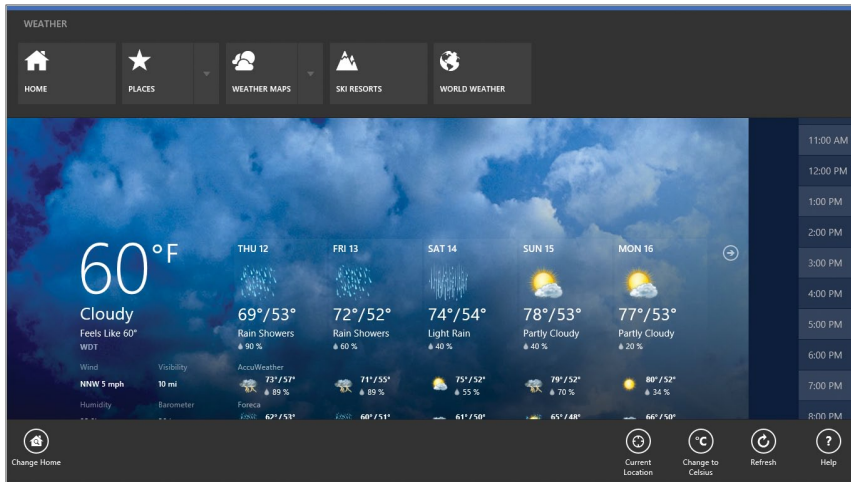 WEATHER
HOME
PLACES
WEATHER MAPS
SKI RESORTS
WORLD WEATHER
11:00 AM
12:00 PM
1:00 PM
2:00 PM
3:00 PM
4:00 PM
5:00 PM
6:00 PM
7:00 PM
8:00 PM
60°F
Cloudy
Feels Like 60°
WDT
Wind
Visibility
NNW 5 mph
10 mi
Humidity
Barometer
THU 12
69°/53°
Rain Showers
90 %
FRI 13
72°/52°
Rain Showers
60 %
SAT 14
74°/54°
Light Rain
40 %
SUN 15
78°/53°
Partly Cloudy
40 %
MON 16
77°/53°
Partly Cloudy
20 %
AccuWeather
73°/57°
89 %
71°/55°
89 %
75°/52°
55 %
79°/52°
70 %
80°/52°
34 %
Foreca
62°/53°
60°/51°
61°/50°
65°/48°
66°/50°
Change Home
Current
Location
°C
Change to
Celsius
Refresh
?
Help